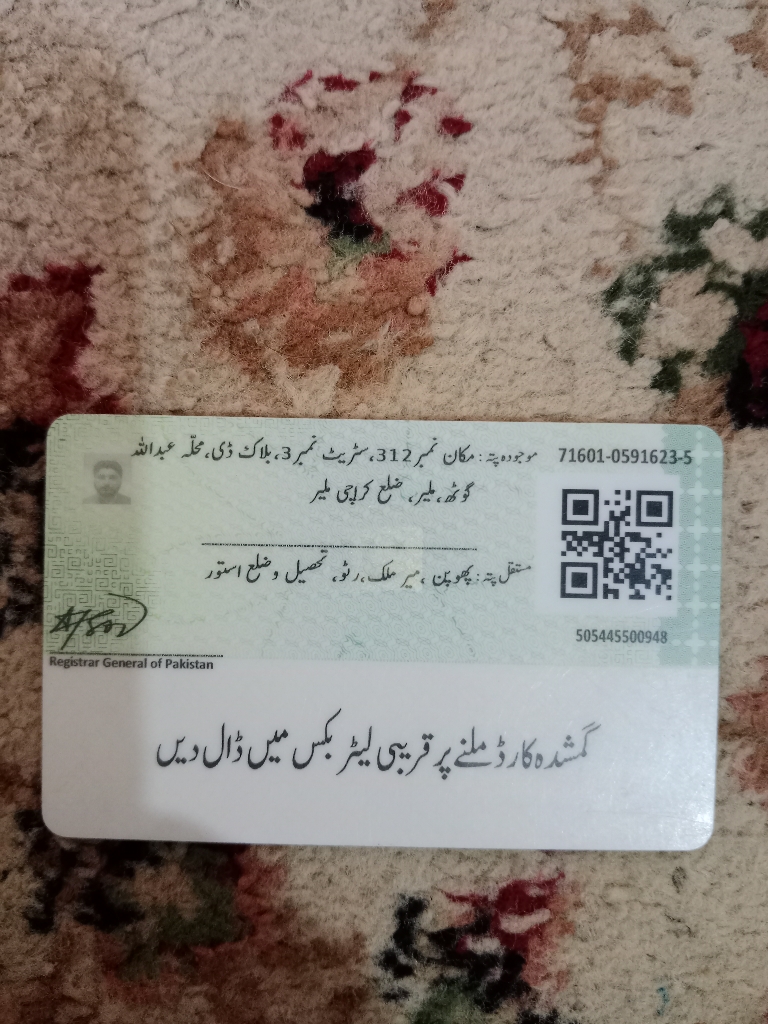 موجودہ پتہ: مکان نمبر 312، سٹریٹ نمبر 3، بلاک ڈی، محلّہ عبداللہ
71601-0591623-5
گوٹھ، ملیر، ضلع کراچی ملیر
مستقل پتہ: پھوپن، میر ملک، رٹو، تحصیل و ضلع استور
505445500948
Registrar General of Pakistan
گمشدہ کارڈ ملنے پر قریبی لیٹر بکس میں ڈال دیں